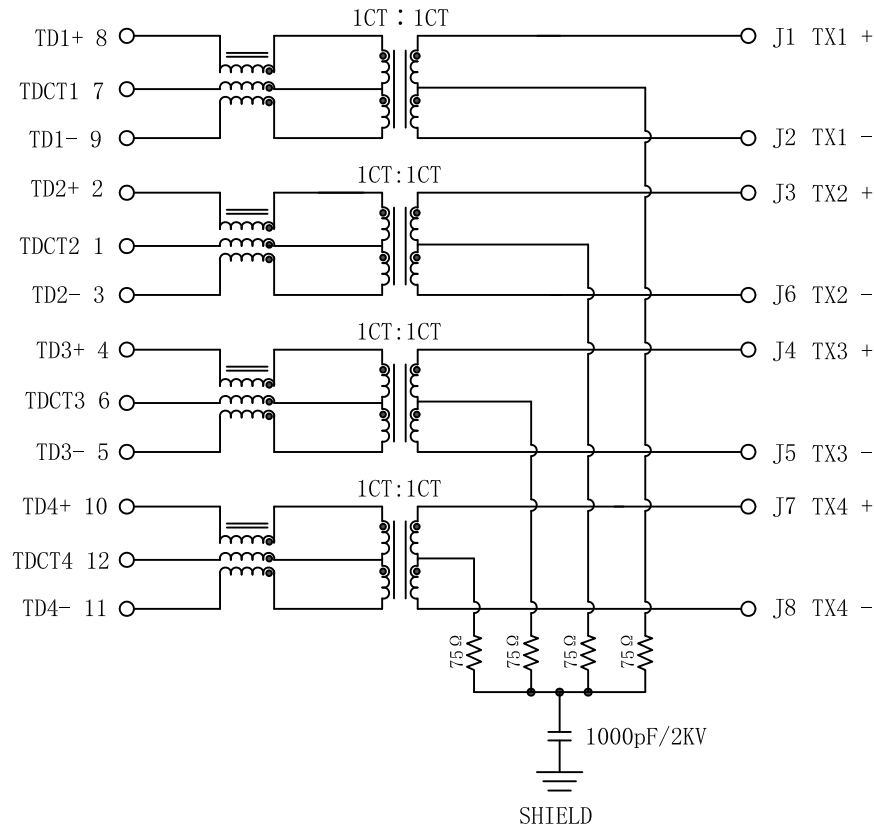 1CT : 1CT
TD1+ 8
J1 TX1 +
TDCT1 7
TD1- 9
J2 TX1 -
1CT:1CT
TD2+ 2
J3 TX2 +
TDCT2 1
TD2- 3
J6 TX2 -
1CT:1CT
TD3+ 4
J4 TX3 +
TDCT3 6
TD3- 5
J5 TX3 -
1CT:1CT
TD4+ 10
J7 TX4 +
TDCT4 12
TD4- 11
J8 TX4 -
75Ω
75Ω
75Ω
75Ω
1000pF/2KV
SHIELD